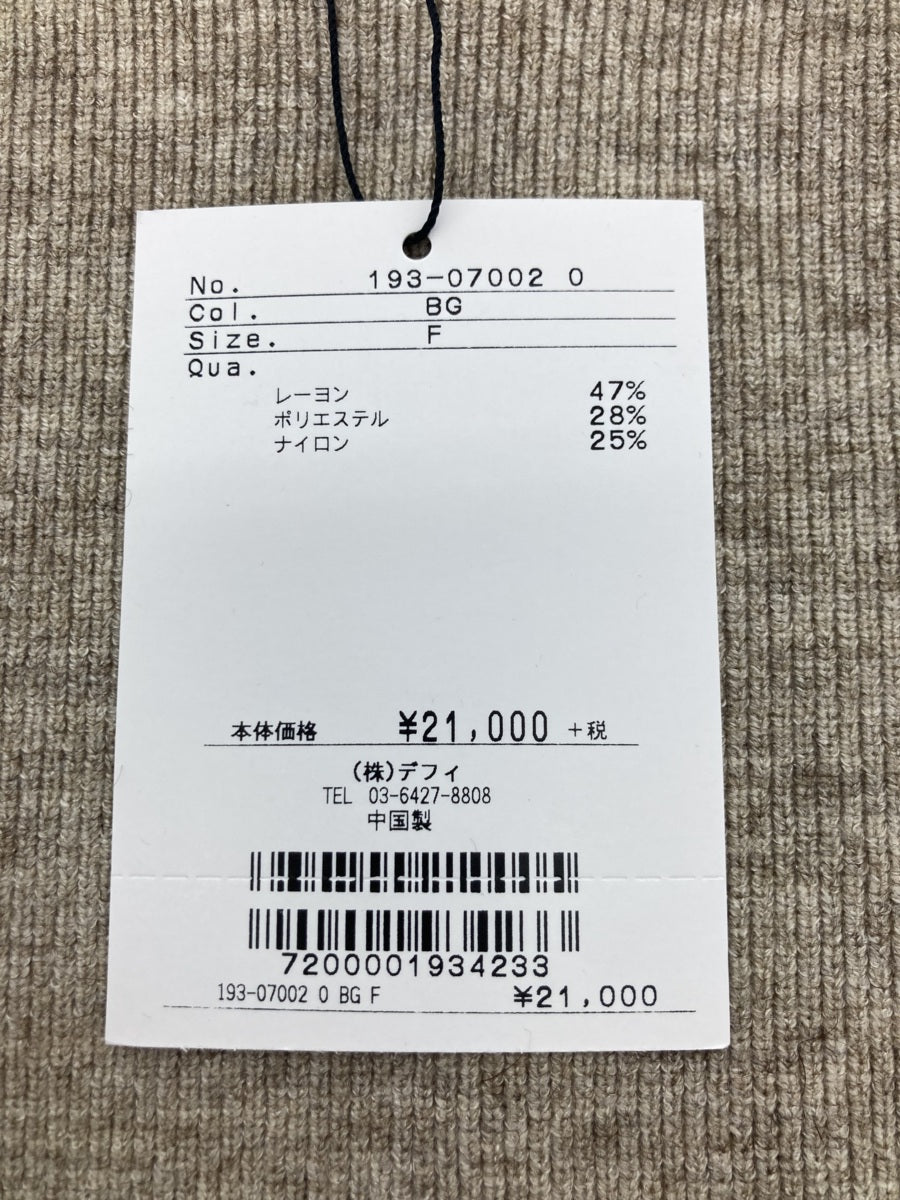 No. 193-07002 0
Col. BG
Size. F
Qua.
レーヨン 47%
ポリエステル 28%
ナイロン 25%
本体価格 ¥21,000 +税
(株)デフィ
TEL 03-6427-8808
中国製
7200001934233
193-07002 0 BG F ¥21,000